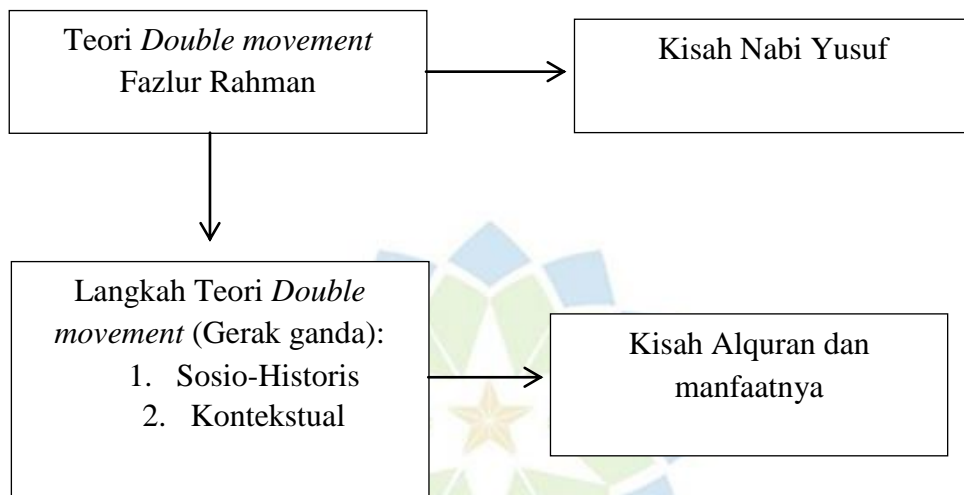 Teori Double movement
Fazlur Rahman
Kisah Nabi Yusuf
Langkah Teori Double
movement (Gerak ganda):
1. Sosio-Historis
2. Kontekstual
Kisah Alquran dan
manfaatnya